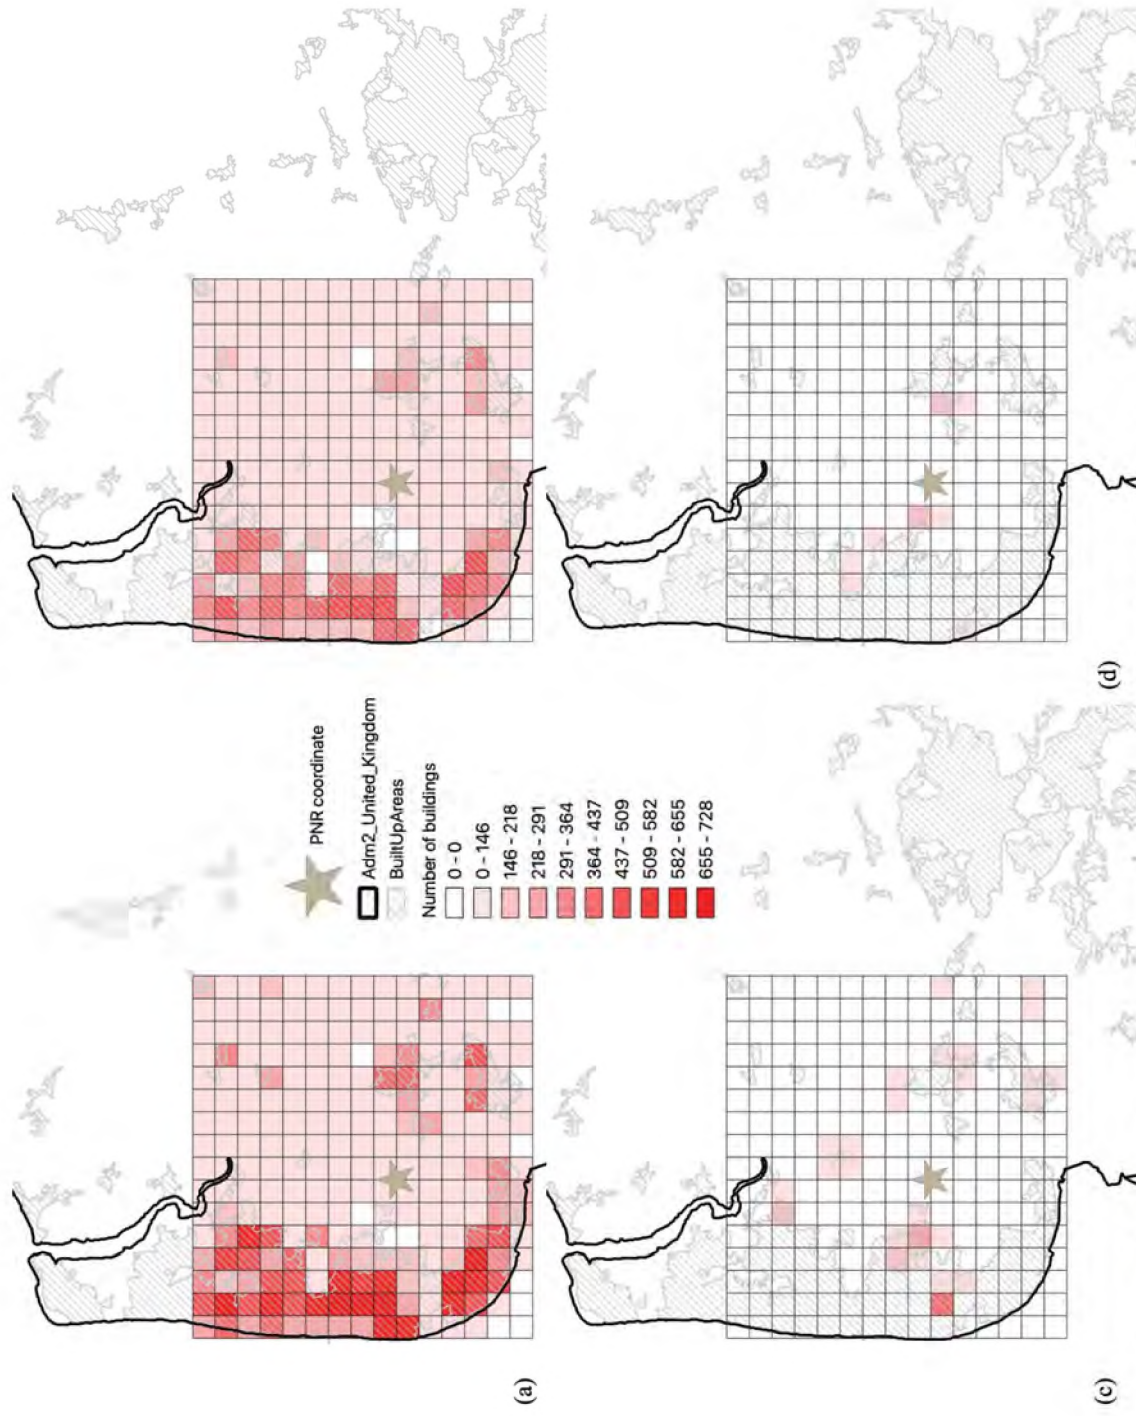 (a)
PNR coordinate
Adm2_United_Kingdom
BuiltUpAreas
Number of buildings
0 - 0
0 - 146
146 - 218
218 - 291
291 - 364
364 - 437
437 - 509
509 - 582
582 - 655
655 - 728
(c)
(d)